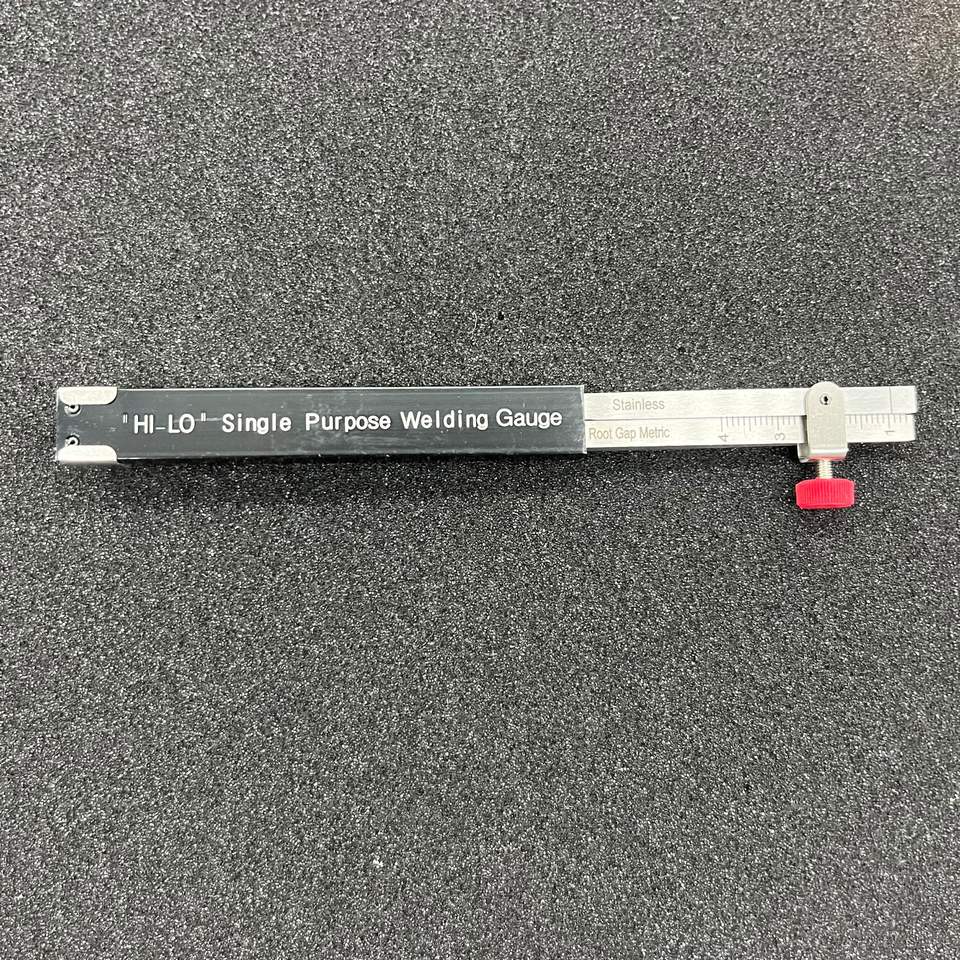 "HI-LO" Single Purpose Welding Gauge
Stainless
Root Gap Metric
4 3 1